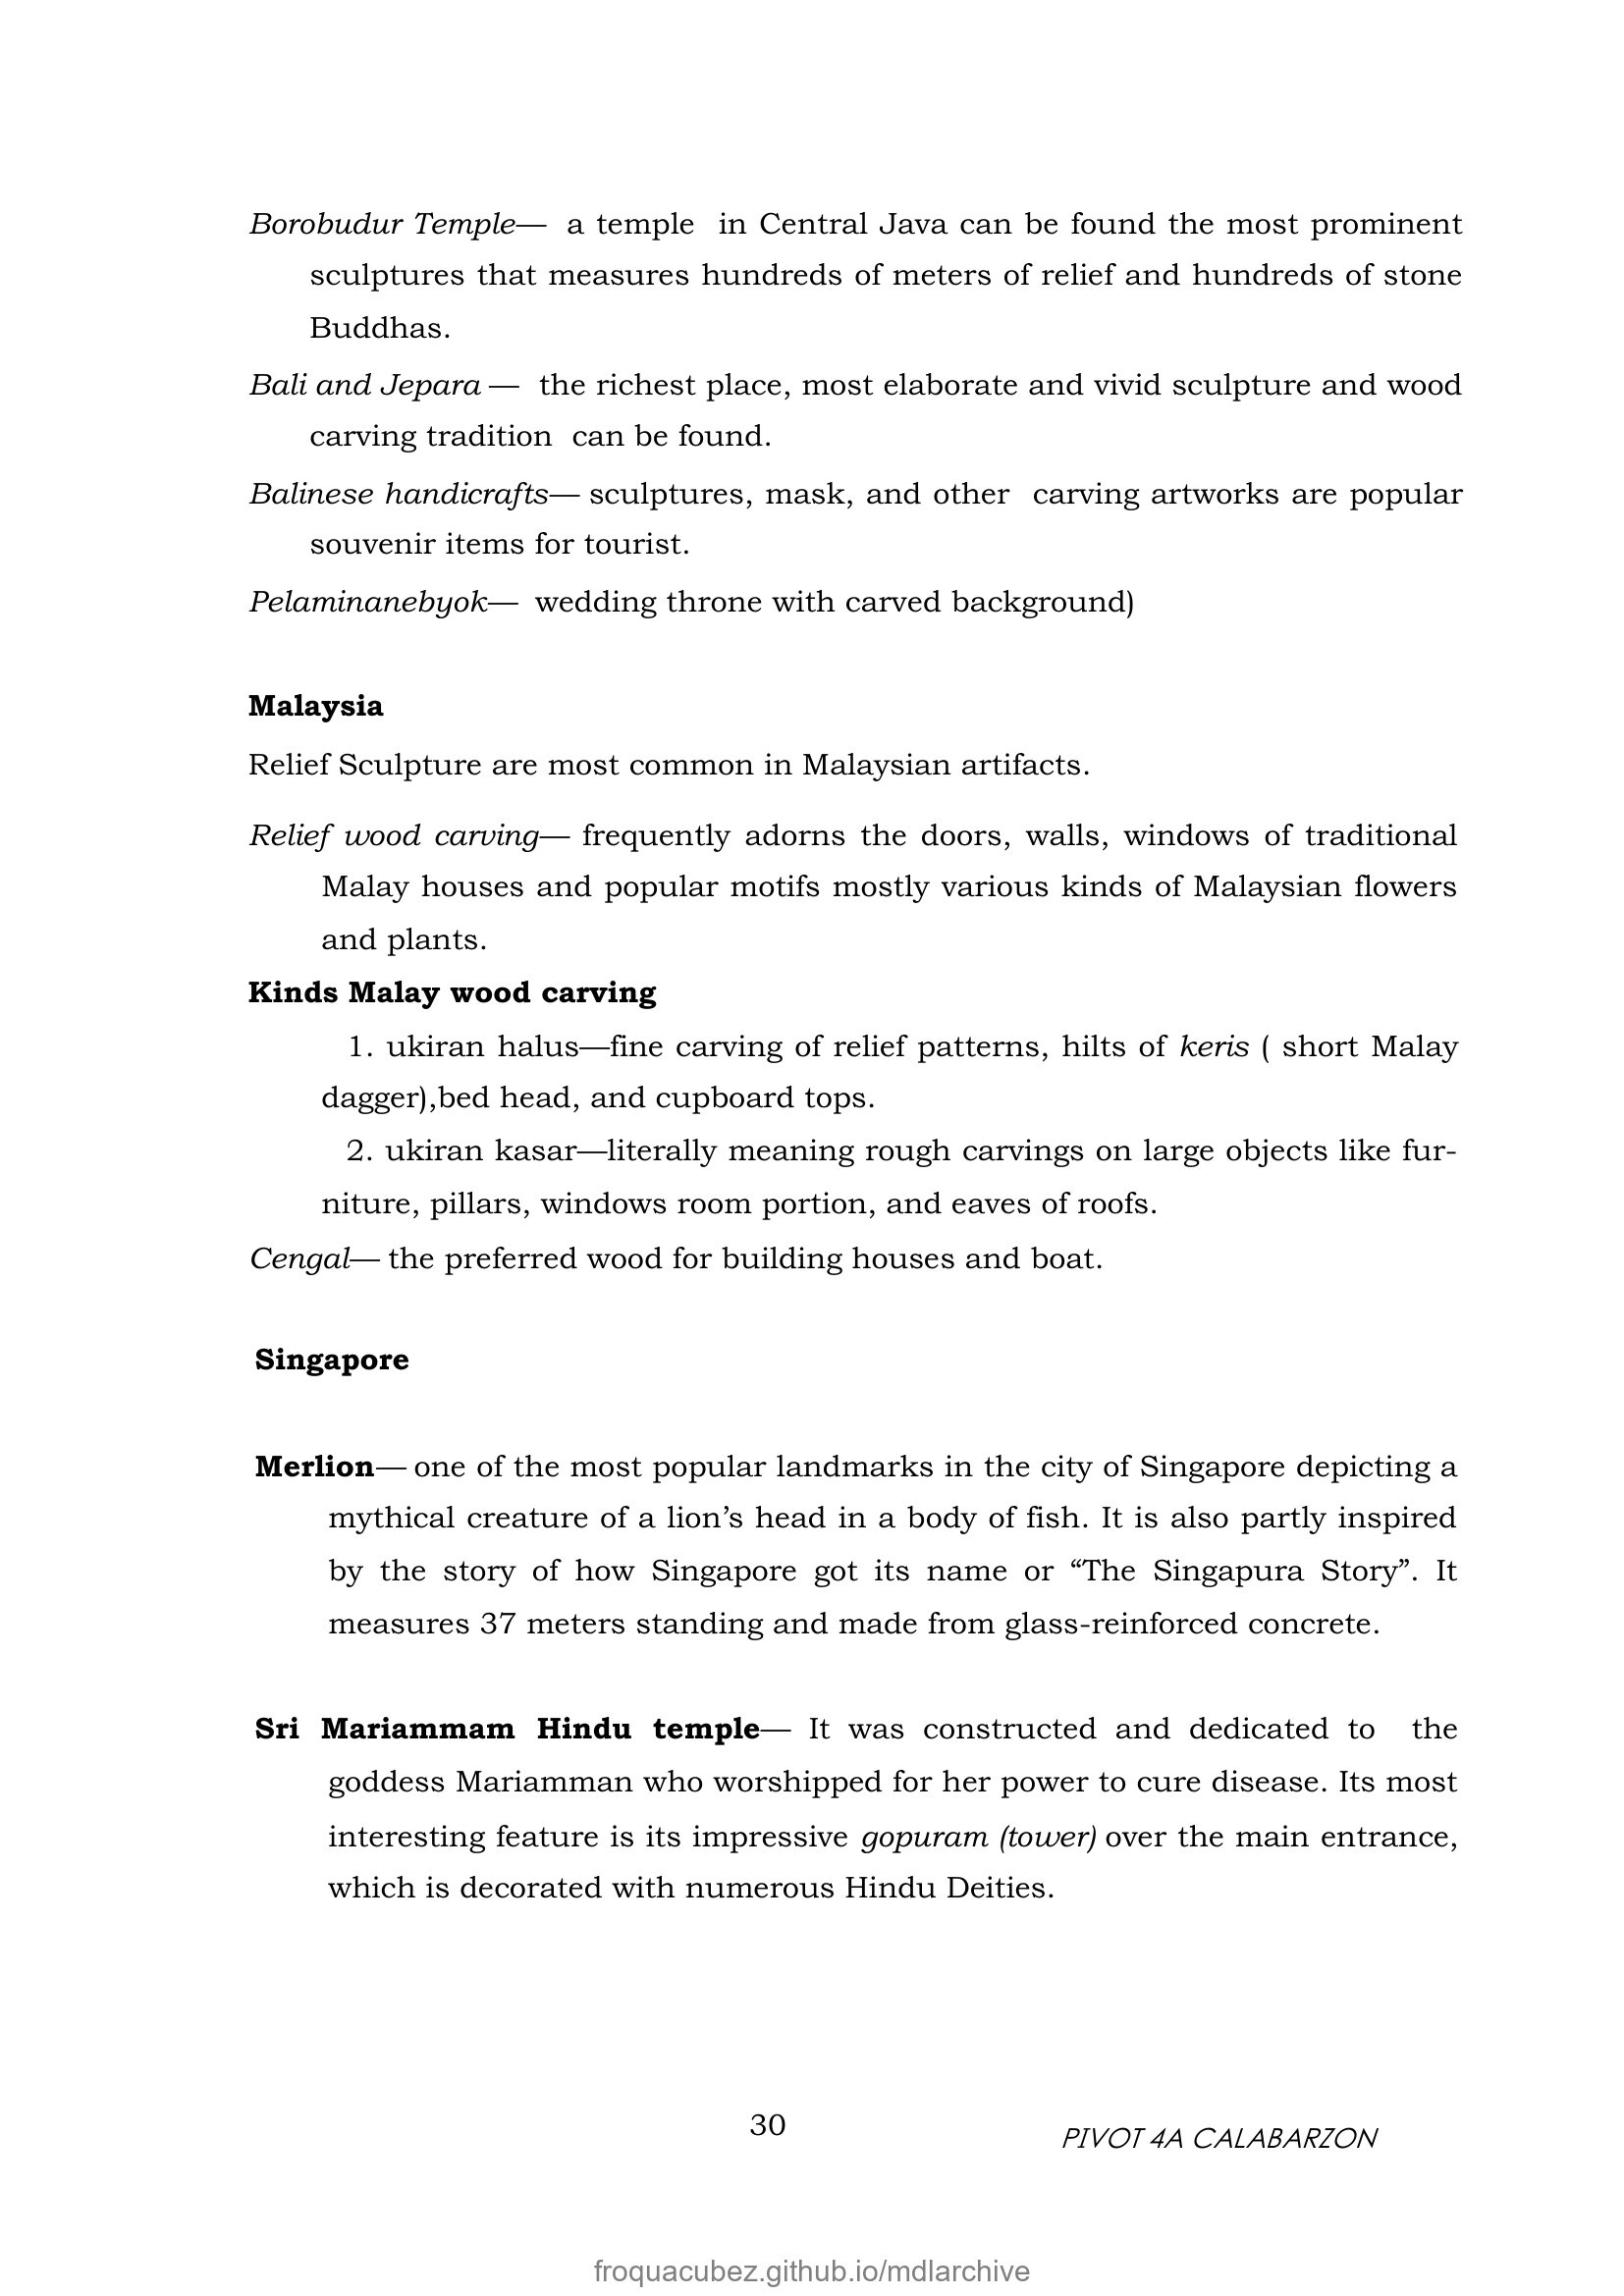 Borobudur Temple— a temple in Central Java can be found the most prominent
sculptures that measures hundreds of meters of relief and hundreds of stone
Buddhas.
Bali and Jepara — the richest place, most elaborate and vivid sculpture and wood
carving tradition can be found.
Balinese handicrafts— sculptures, mask, and other carving artworks are popular
souvenir items for tourist.
Pelaminanebyok— wedding throne with carved background)
Malaysia
Relief Sculpture are most common in Malaysian artifacts.
Relief wood carving— frequently adorns the doors, walls, windows of traditional
Malay houses and popular motifs mostly various kinds of Malaysian flowers
and plants.
Kinds Malay wood carving
1. ukiran halus—fine carving of relief patterns, hilts of keris ( short Malay
dagger),bed head, and cupboard tops.
2. ukiran kasar—literally meaning rough carvings on large objects like fur-
niture, pillars, windows room portion, and eaves of roofs.
Cengal— the preferred wood for building houses and boat.
Singapore
Merlion— one of the most popular landmarks in the city of Singapore depicting a
mythical creature of a lion’s head in a body of fish. It is also partly inspired
by the story of how Singapore got its name or “The Singapura Story”. It
measures 37 meters standing and made from glass-reinforced concrete.
Sri Mariammam Hindu temple— It was constructed and dedicated to the
goddess Mariamman who worshipped for her power to cure disease. Its most
interesting feature is its impressive gopuram (tower) over the main entrance,
which is decorated with numerous Hindu Deities.
30
PIVOT 4A CALABARZON
froquacubez.github.io/mdlarchive